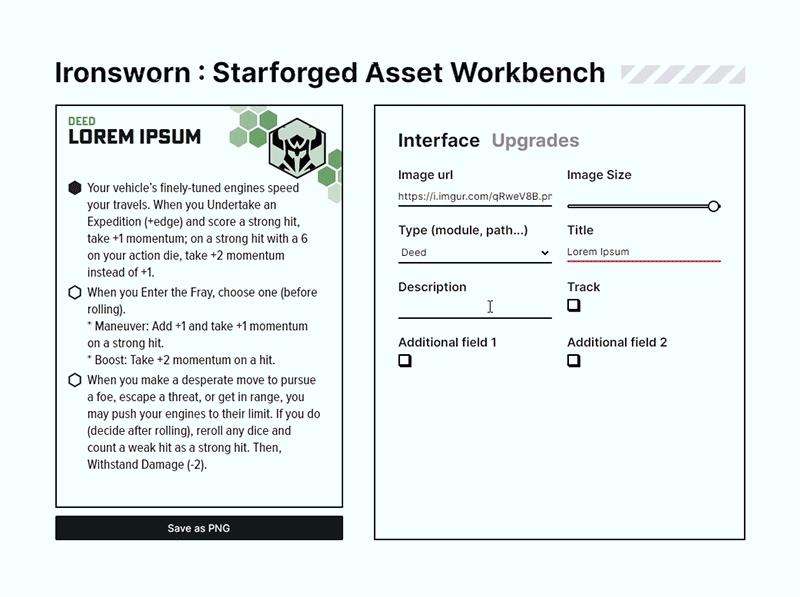 Ironsworn : Starforged Asset Workbench
DEED
LOREM IPSUM
Your vehicle's finely-tuned engines speed
your travels. When you Undertake an
Expedition (+edge) and score a strong hit,
take +1 momentum; on a strong hit with a 6
on your action die, take +2 momentum
instead of +1.
When you Enter the Fray, choose one (before
rolling).
* Maneuver: Add +1 and take +1 momentum
on a strong hit.
* Boost: Take +2 momentum on a hit.
When you make a desperate move to pursue
a foe, escape a threat, or get in range, you
may push your engines to their limit. If you do
(decide after rolling), reroll any dice and
count a weak hit as a strong hit. Then,
Withstand Damage (-2).
Save as PNG
Interface Upgrades
Image url
https://i.imgur.com/qRweV8B.pr
Image Size
Type (module, path...)
Deed
Title
Lorem Ipsum
Description
Track
Additional field 1
Additional field 2